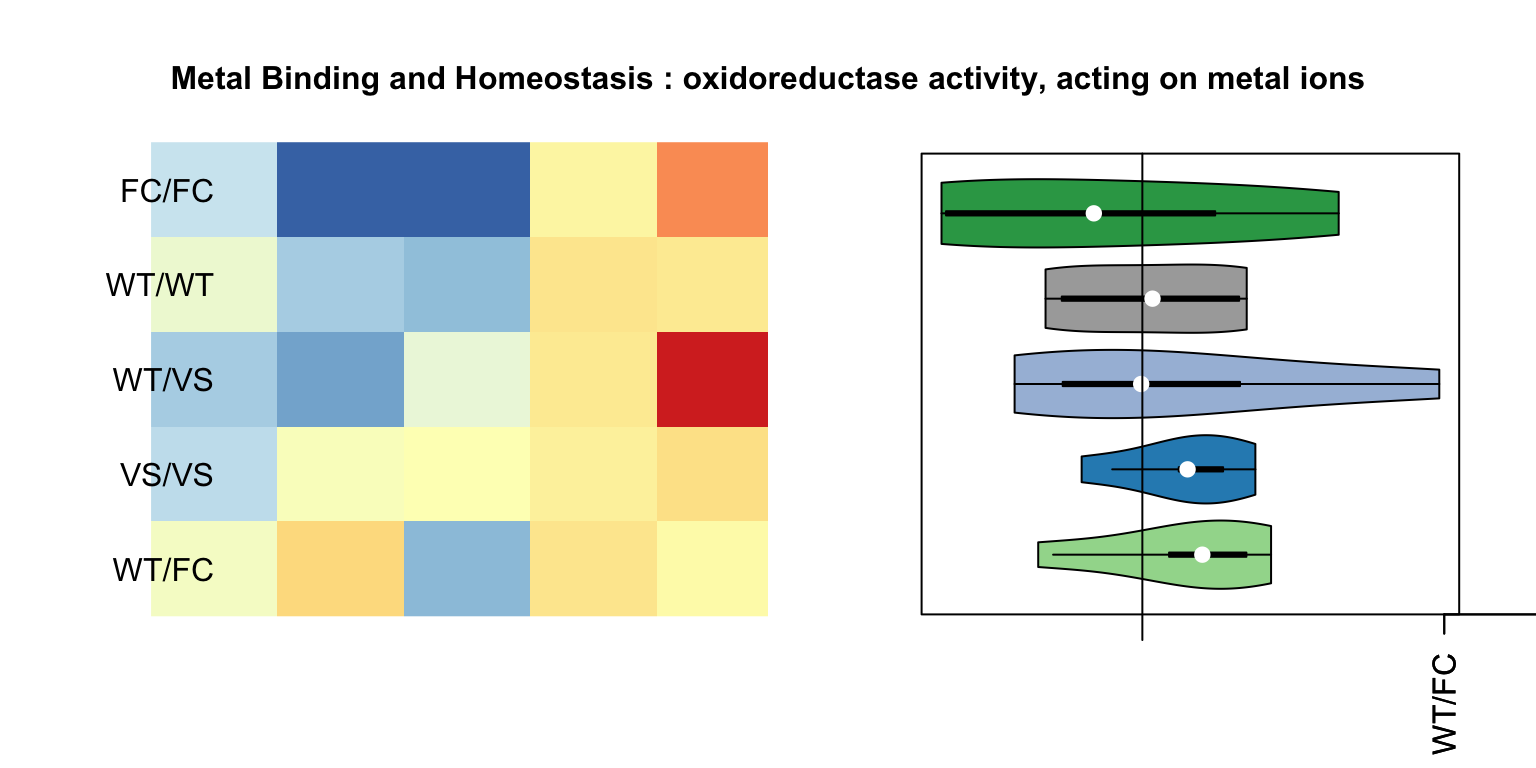 Metal Binding and Homeostasis : oxidoreductase activity, acting on metal ions
FC/FC
WT/WT
WT/VS
VS/VS
WT/FC
WT/FC